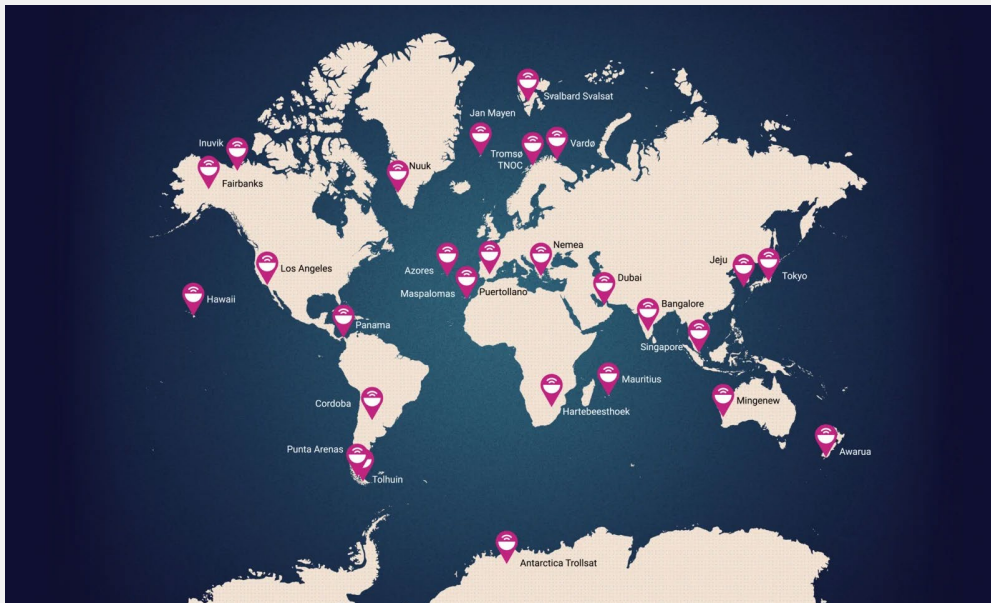 Svalbard Svalsat
Jan Mayen
Inuvik
Tromsø
TNOC
Vardø
Nuuk
Fairbanks
Nemea
Los Angeles
Azores
Jeju
Tokyo
Dubai
Maspalomas
Puertollano
Hawaii
Bangalore
Panama
Singapore
Mauritius
Cordoba
Hartebeesthoek
Mingenew
Punta Arenas
Awarua
Tolhuin
Antarctica Trollsat